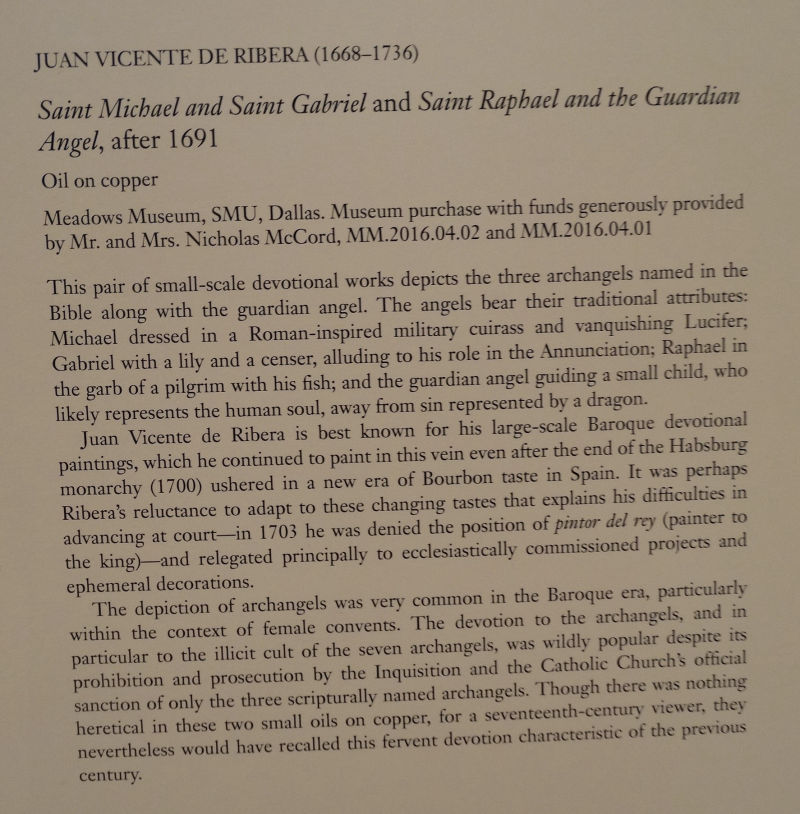 JUAN VICENTE DE RIBERA (1668–1736)
Saint Michael and Saint Gabriel and Saint Raphael and the Guardian
Angel, after 1691
Oil on copper
Meadows Museum, SMU, Dallas. Museum purchase with funds generously provided
by Mr. and Mrs. Nicholas McCord, MM.2016.04.02 and MM.2016.04.01
This pair of small-scale devotional works depicts the three archangels named in the
Bible along with the guardian angel. The angels bear their traditional attributes:
Michael dressed in a Roman-inspired military cuirass and vanquishing Lucifer;
Gabriel with a lily and a censer, alluding to his role in the Annunciation; Raphael in
the garb of a pilgrim with his fish; and the guardian angel guiding a small child, who
likely represents the human soul, away from sin represented by a dragon.
Juan Vicente de Ribera is best known for his large-scale Baroque devotional
paintings, which he continued to paint in this vein even after the end of the Habsburg
monarchy (1700) ushered in a new era of Bourbon taste in Spain. It was perhaps
Ribera's reluctance to adapt to these changing tastes that explains his difficulties in
advancing at court—in 1703 he was denied the position of pintor del rey (painter to
the king)—and relegated principally to ecclesiastically commissioned projects and
ephemeral decorations.
The depiction of archangels was very common in the Baroque era, particularly
within the context of female convents. The devotion to the archangels, and in
particular to the illicit cult of the seven archangels, was wildly popular despite its
prohibition and prosecution by the Inquisition and the Catholic Church's official
sanction of only the three scripturally named archangels. Though there was nothing
heretical in these two small oils on copper, for a seventeenth-century viewer, they
nevertheless would have recalled this fervent devotion characteristic of the previous
century.